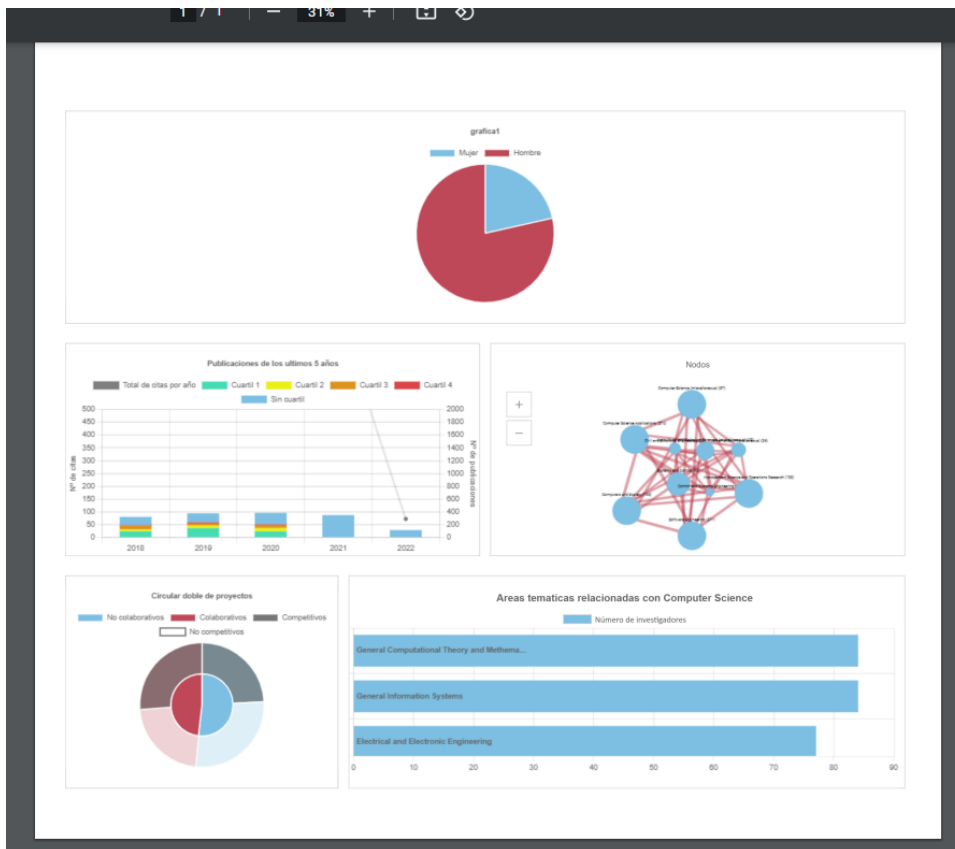 31%
grafica1
Mujer Hombre
Publicaciones de los ultimos 5 años
Total de citas por año Cuartil 1 Cuartil 2 Cuartil 3 Cuartil 4
Sin cuartil
Nº de citas
500
450
400
350
300
250
200
150
100
50
0
2000
1800
1600
1400
1200
1000
800
600
400
200
0
Nº de publicaciones
2018 2019 2020 2021 2022
Nodos
+
−
Circular doble de proyectos
No colaborativos Colaborativos Competitivos
No competitivos
Areas tematicas relacionadas con Computer Science
Número de investigadores
General Computational Theory and Methema...
General Information Systems
Electrical and Electronic Engineering
0 10 20 30 40 50 60 70 80 90